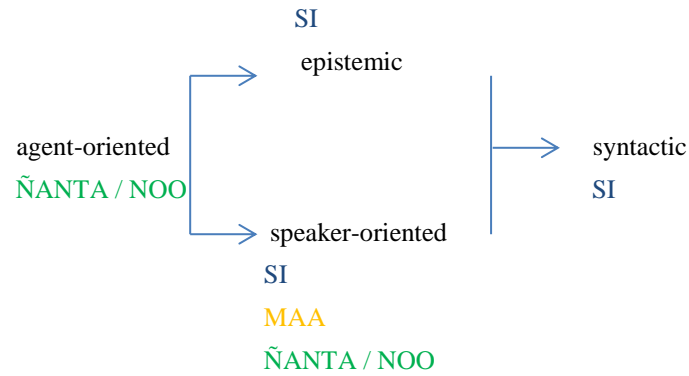 SI
epistemic
agent-oriented
ÑANTA / NOO
syntactic
SI
speaker-oriented
SI
MAA
ÑANTA / NOO